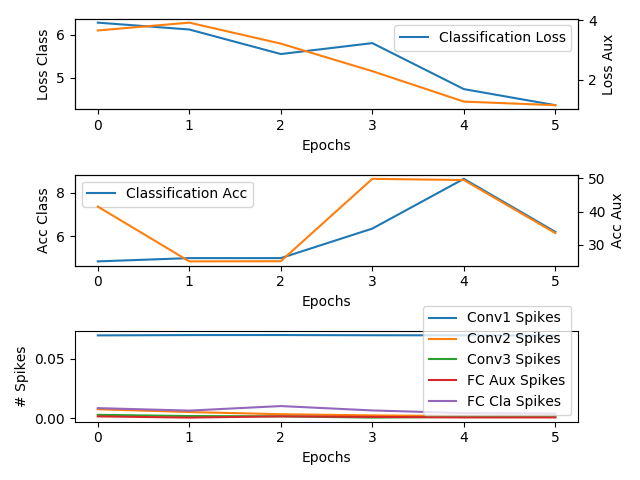 Loss Class
6
5
Classification Loss
4
2
Loss Aux
0 1 2 3 4 5
Epochs
Acc Class
8
6
Classification Acc
50
40
30
Acc Aux
0 1 2 3 4 5
Epochs
# Spikes
0.05
0.00
Conv1 Spikes
Conv2 Spikes
Conv3 Spikes
FC Aux Spikes
FC Cla Spikes
0 1 2 3 4 5
Epochs